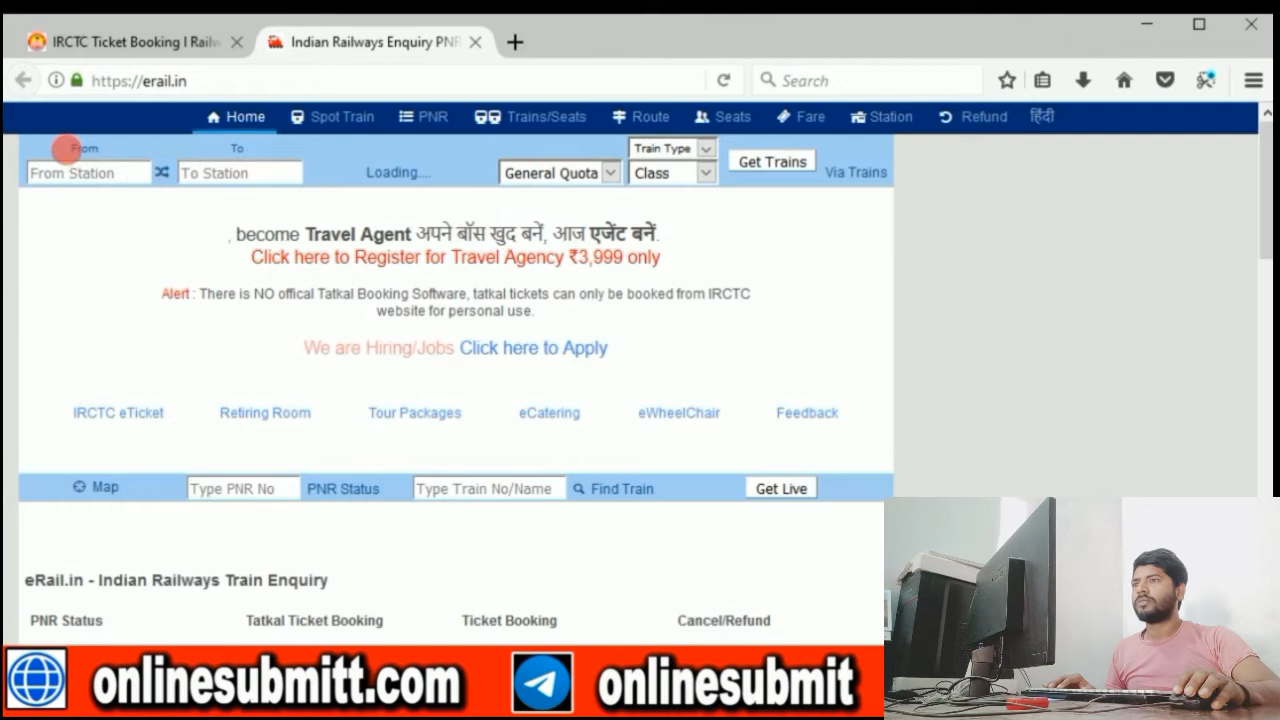 IRCTC Ticket Booking I Railw
Indian Railways Enquiry PNR
https://erail.in
Search
Home
Spot Train
PNR
Trains/Seats
Route
Seats
Fare
Station
Refund
हिंदी
From
To
Train Type
From Station
To Station
Loading....
General Quota
Class
Get Trains
Via Trains
, become Travel Agent अपने बॉस खुद बनें, आज एजेंट बनें.
Click here to Register for Travel Agency ₹3,999 only
Alert : There is NO offical Tatkal Booking Software, tatkal tickets can only be booked from IRCTC
website for personal use.
We are Hiring/Jobs Click here to Apply
IRCTC eTicket
Retiring Room
Tour Packages
eCatering
eWheelChair
Feedback
Map
Type PNR No
PNR Status
Type Train No/Name
Find Train
Get Live
eRail.in - Indian Railways Train Enquiry
PNR Status
Tatkal Ticket Booking
Ticket Booking
Cancel/Refund
onlinesubmitt.com
onlinesubmit